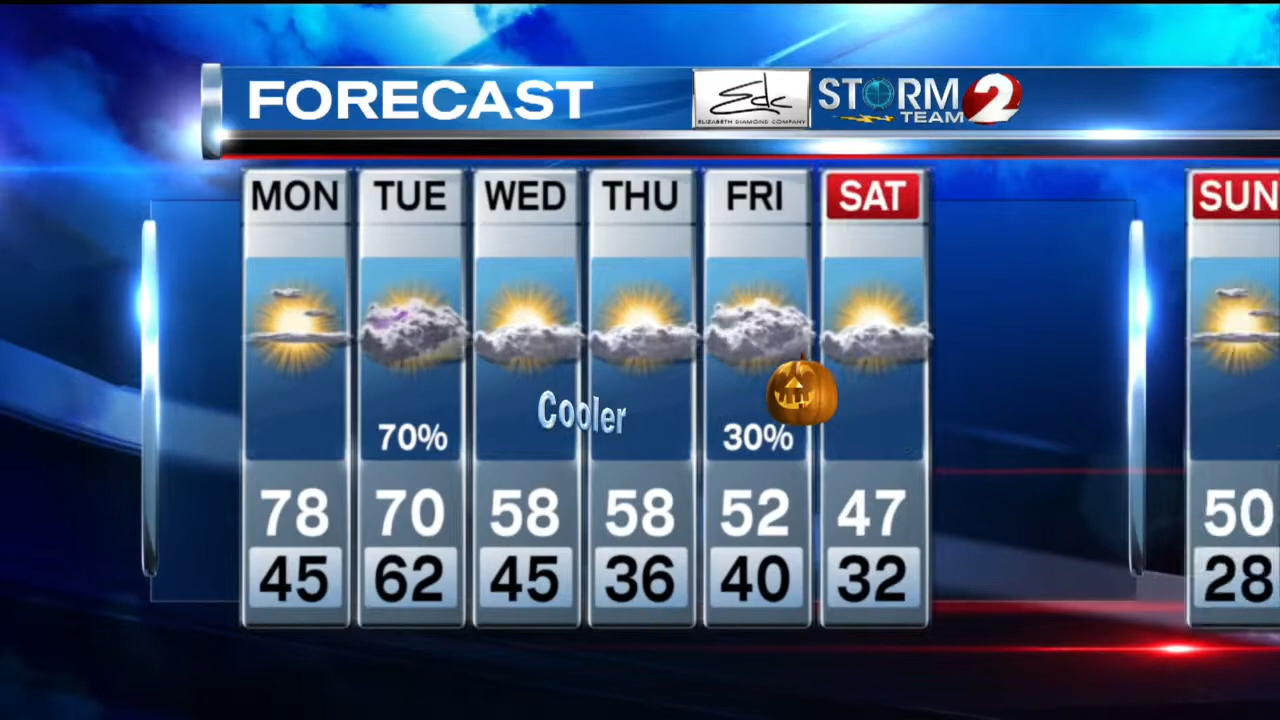 FORECAST
Edc
ELIZABETH DIAMOND COMPANY
STORM
TEAM
2
MON TUE WED THU FRI SAT SUN
Cooler
70% 30%
78 70 58 58 52 47 50
45 62 45 36 40 32 28